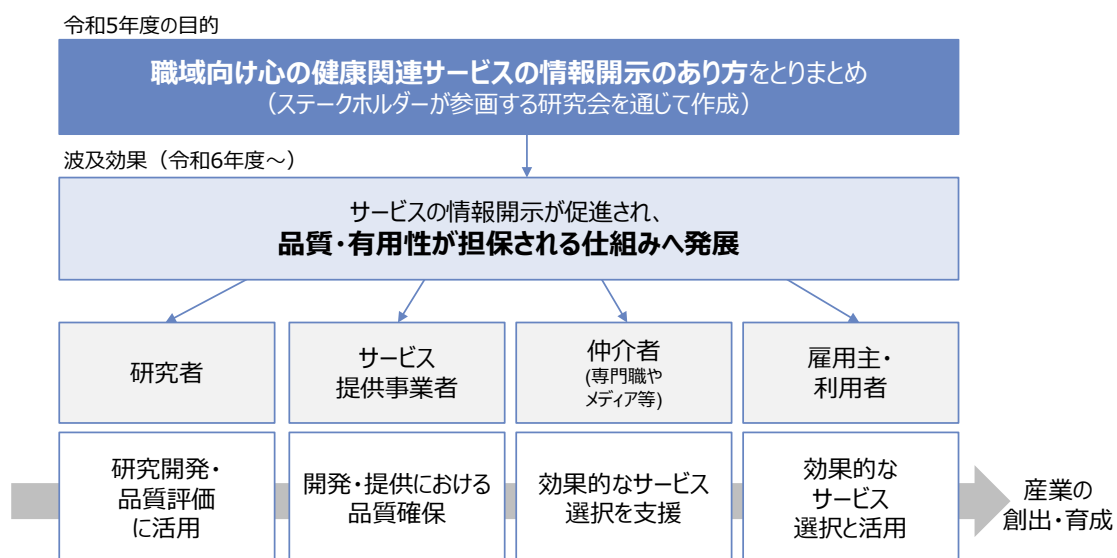 令和5年度の目的
職域向け心の健康関連サービスの情報開示のあり方をとりまとめ
（ステークホルダーが参画する研究会を通じて作成）
波及効果（令和6年度～）
サービスの情報開示が促進され、
品質・有用性が担保される仕組みへ発展
研究者
サービス
提供事業者
仲介者
(専門職や
メディア等)
雇用主・
利用者
研究開発・
品質評価
に活用
開発・提供における
品質確保
効果的なサービス
選択を支援
効果的な
サービス
選択と活用
産業の
創出・育成